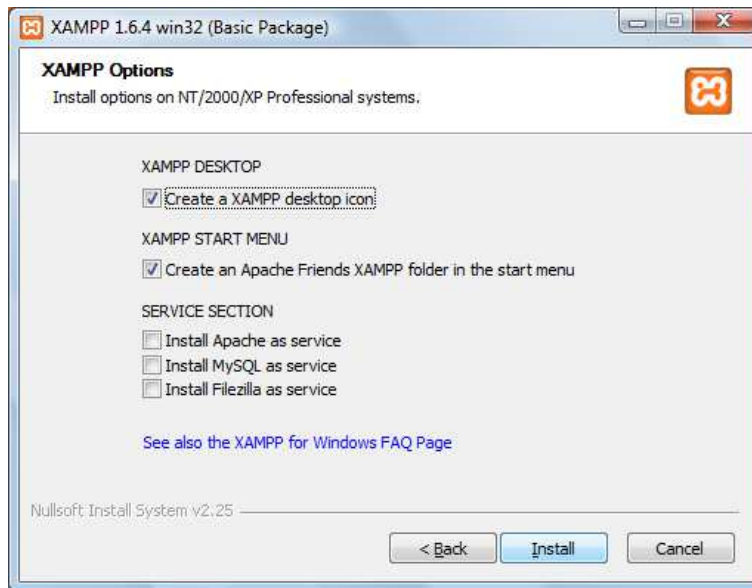 XAMPP 1.6.4 win32 (Basic Package)
XAMPP Options
Install options on NT/2000/XP Professional systems.
XAMPP DESKTOP
Create a XAMPP desktop icon
XAMPP START MENU
Create an Apache Friends XAMPP folder in the start menu
SERVICE SECTION
Install Apache as service
Install MySQL as service
Install Filezilla as service
See also the XAMPP for Windows FAQ Page
Nullsoft Install System v2.25
< Back Install Cancel